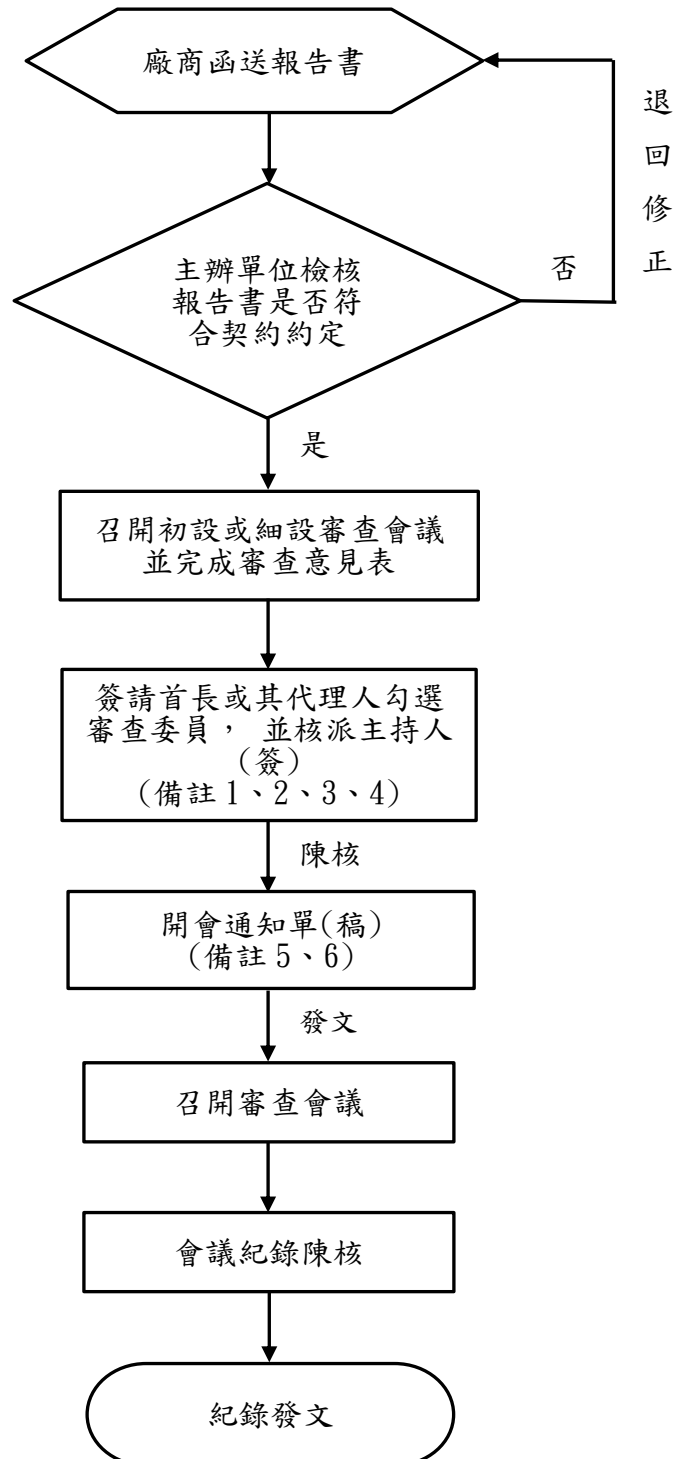 廠商函送報告書
退
回
修
正
主辦單位檢核
報告書是否符
合契約約定
否
是
召開初設或細設審查會議
並完成審查意見表
簽請首長或其代理人勾選
審查委員， 並核派主持人
(簽)
(備註 1、2、3、4)
陳核
開會通知單(稿)
(備註 5、6)
發文
召開審查會議
會議紀錄陳核
紀錄發文